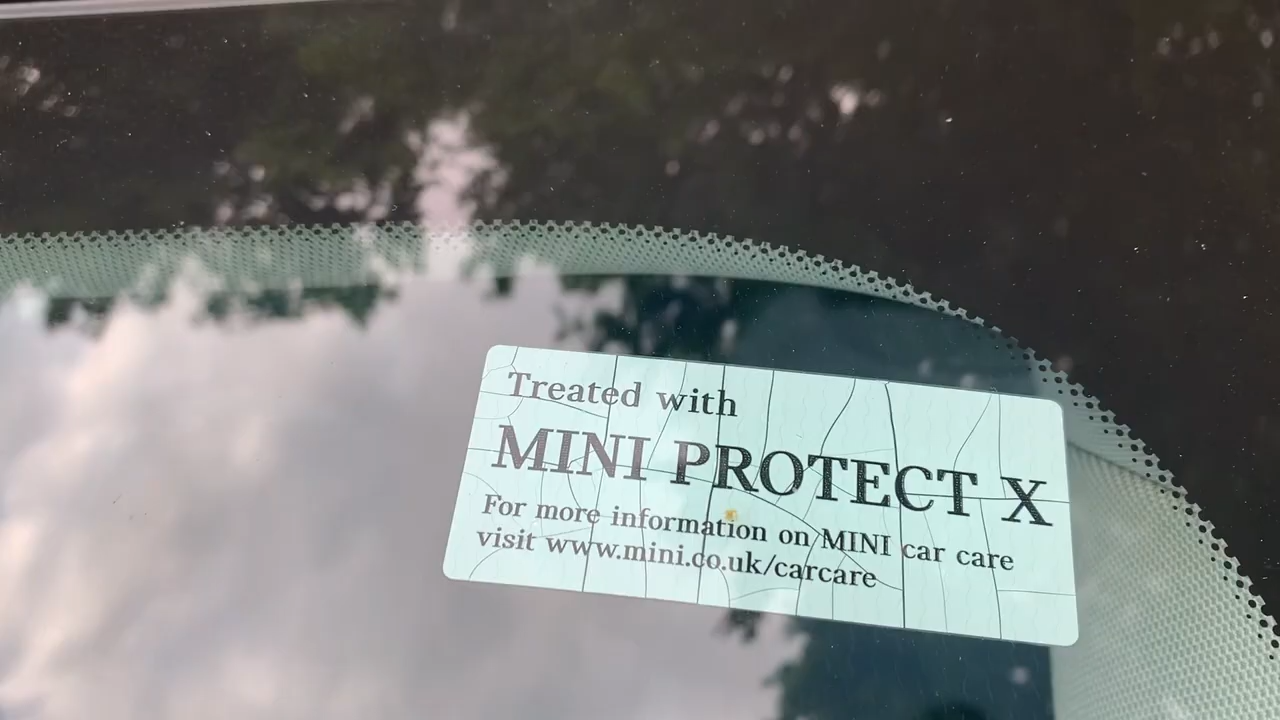 Treated with
MINI PROTECT X
For more information on MINI car care
visit www.mini.co.uk/carcare